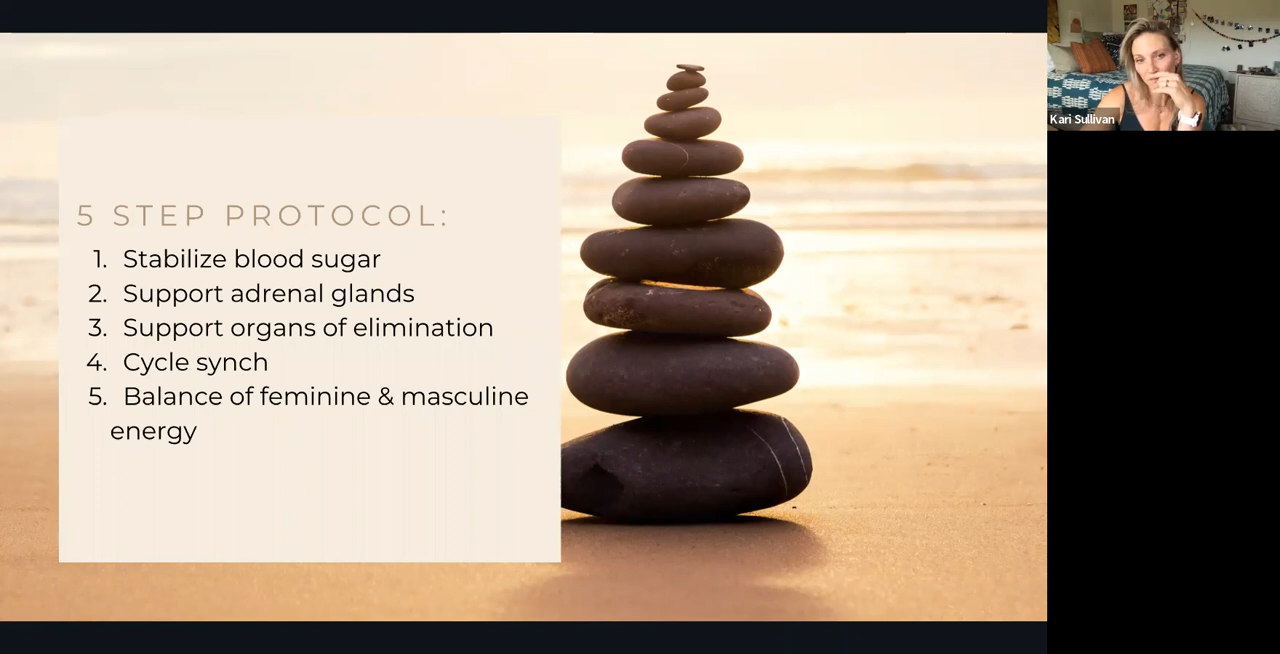 5 STEP PROTOCOL:
1. Stabilize blood sugar
2. Support adrenal glands
3. Support organs of elimination
4. Cycle synch
5. Balance of feminine & masculine
energy
Kari Sullivan